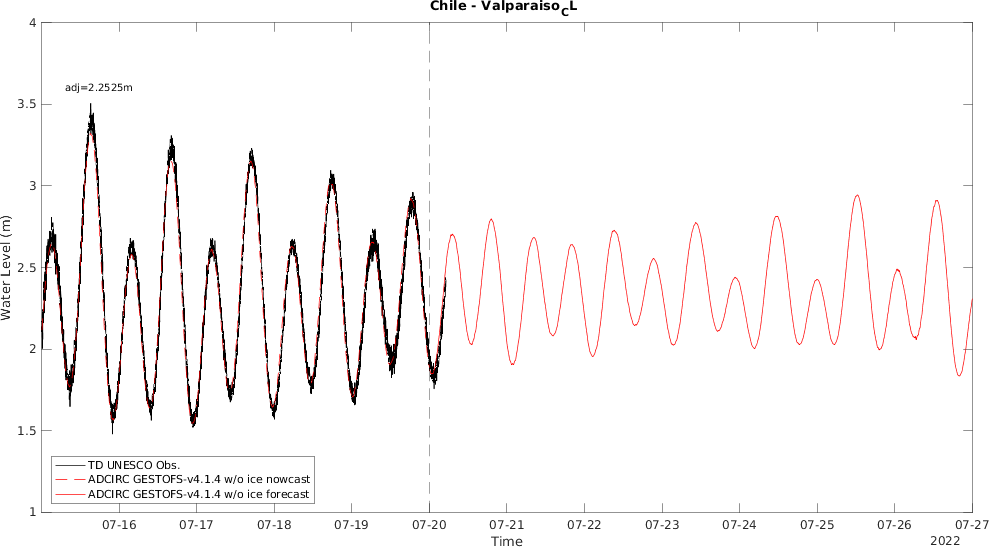 Chile - Valparaiso_CL
adj=2.2525m
4
3.5
3
2.5
2
1.5
1
Water Level (m)
TD UNESCO Obs.
ADCIRC GESTOFS-v4.1.4 w/o ice nowcast
ADCIRC GESTOFS-v4.1.4 w/o ice forecast
07-16 07-17 07-18 07-19 07-20 07-21 07-22 07-23 07-24 07-25 07-26 07-27
Time
2022